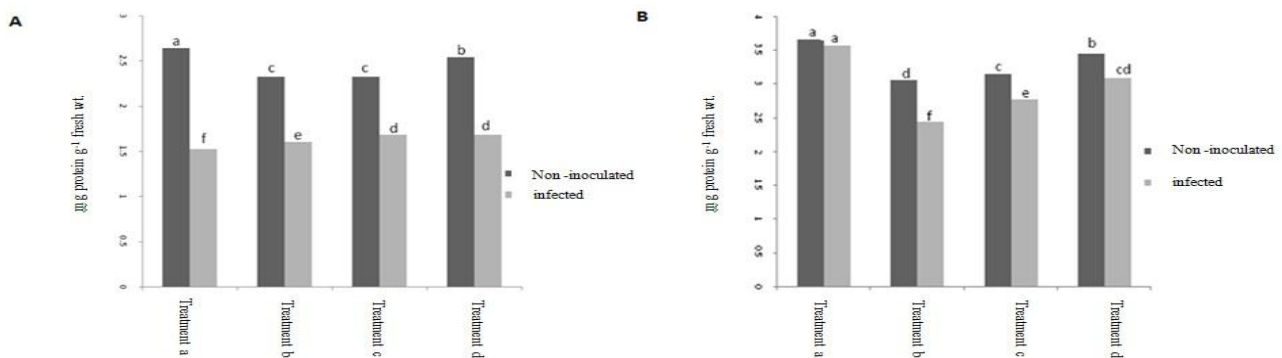 A
mg protein g-1 fresh wt.
3
2.5
2
1.5
1
0.5
0
a
f
c
e
c
d
b
d
Treatment a
Treatment b
Treatment c
Treatment d
Non -inoculated
infected
B
mg protein g-1 fresh wt.
4
3.5
3
2.5
2
1.5
1
0.5
0
a
a
d
f
c
e
b
cd
Treatment a
Treatment b
Treatment c
Treatment d
Non -inoculated
infected